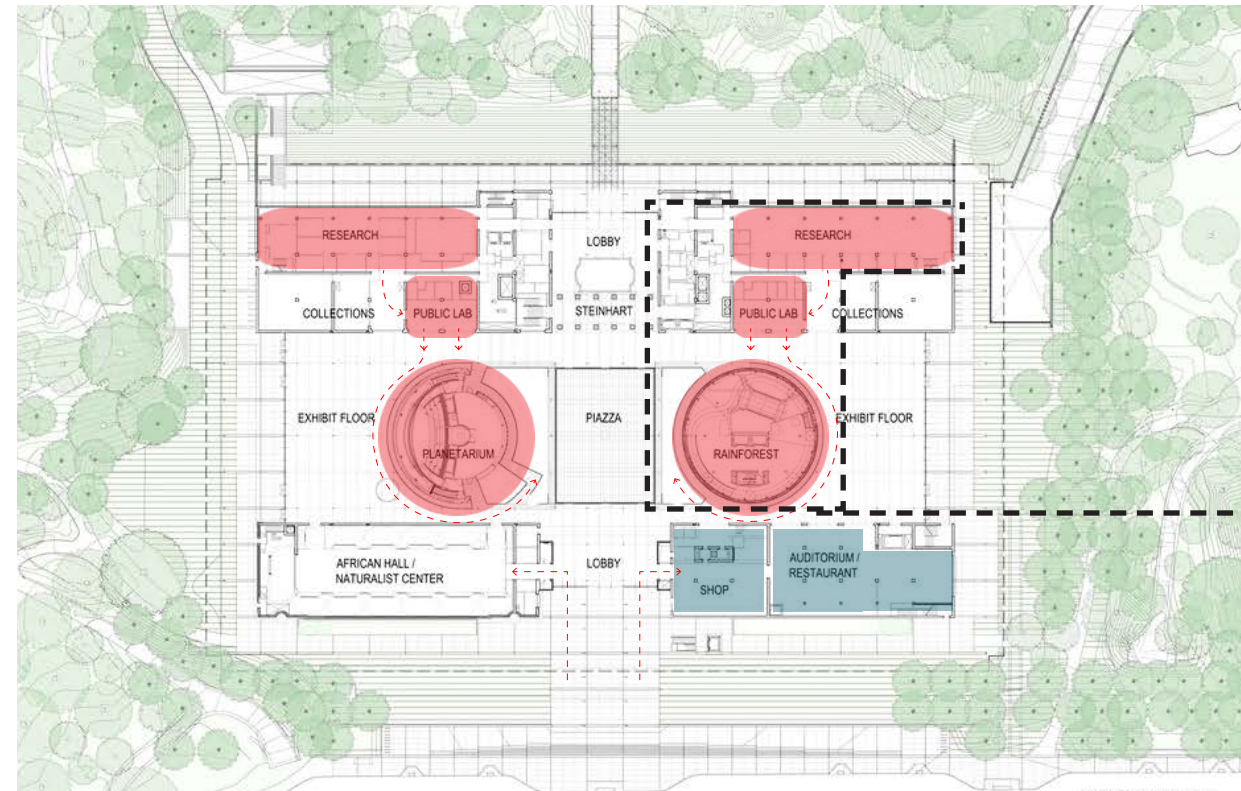 RESEARCH
LOBBY
RESEARCH
COLLECTIONS
PUBLIC LAB
STEINHART
PUBLIC LAB
COLLECTIONS
EXHIBIT FLOOR
PIAZZA
EXHIBIT FLOOR
PLANETARIUM
RAINFOREST
AFRICAN HALL /
NATURALIST CENTER
LOBBY
SHOP
AUDITORIUM /
RESTAURANT